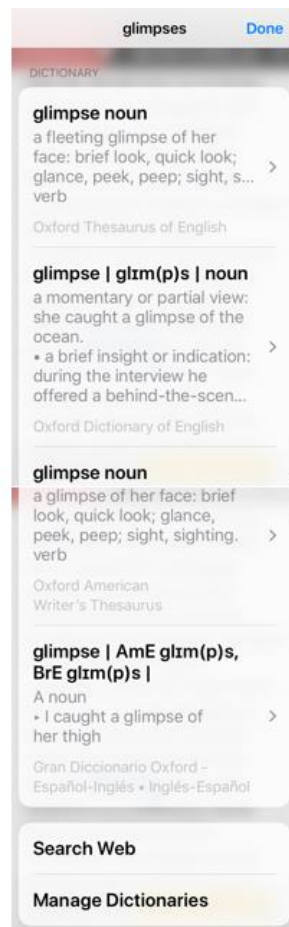 glimpses
Done
DICTIONARY
glimpse noun
a fleeting glimpse of her
face: brief look, quick look;
glance, peek, peep; sight, s...
verb
Oxford Thesaurus of English
glimpse | glɪm(p)s | noun
a momentary or partial view:
she caught a glimpse of the
ocean.
• a brief insight or indication:
during the interview he
offered a behind-the-scen...
Oxford Dictionary of English
glimpse noun
a glimpse of her face: brief
look, quick look; glance,
peek, peep; sight, sighting.
verb
Oxford American
Writer's Thesaurus
glimpse | AmE glɪm(p)s,
BrE glɪm(p)s |
A noun
▸ I caught a glimpse of
her thigh
Gran Diccionario Oxford -
Español-Inglés • Inglés-Español
Search Web
Manage Dictionaries